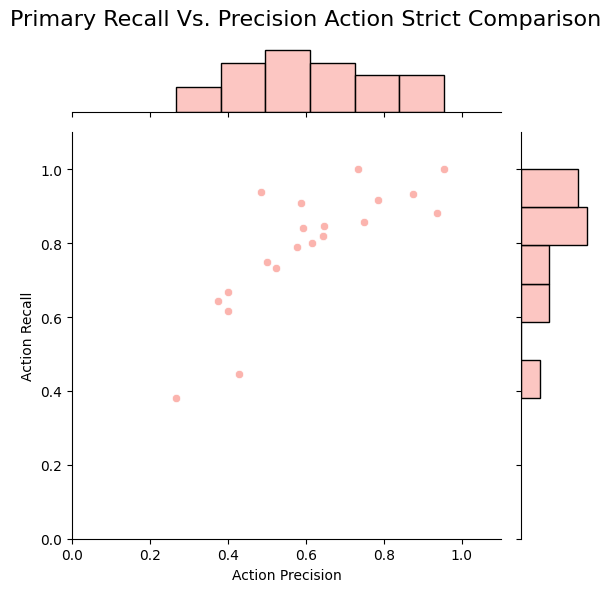 Primary Recall Vs. Precision Action Strict Comparison
1.0
0.8
0.6
0.4
0.2
0.0
Action Recall
0.0 0.2 0.4 0.6 0.8 1.0
Action Precision